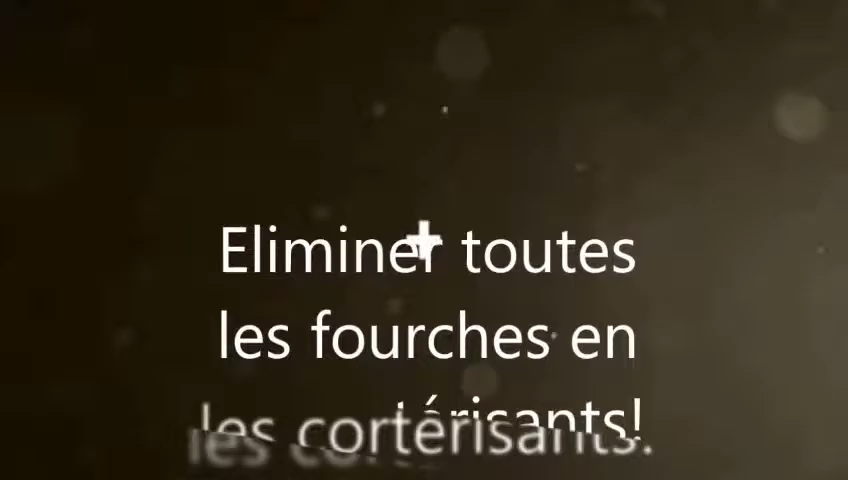 Eliminer toutes
les fourches en
les cortérisants!